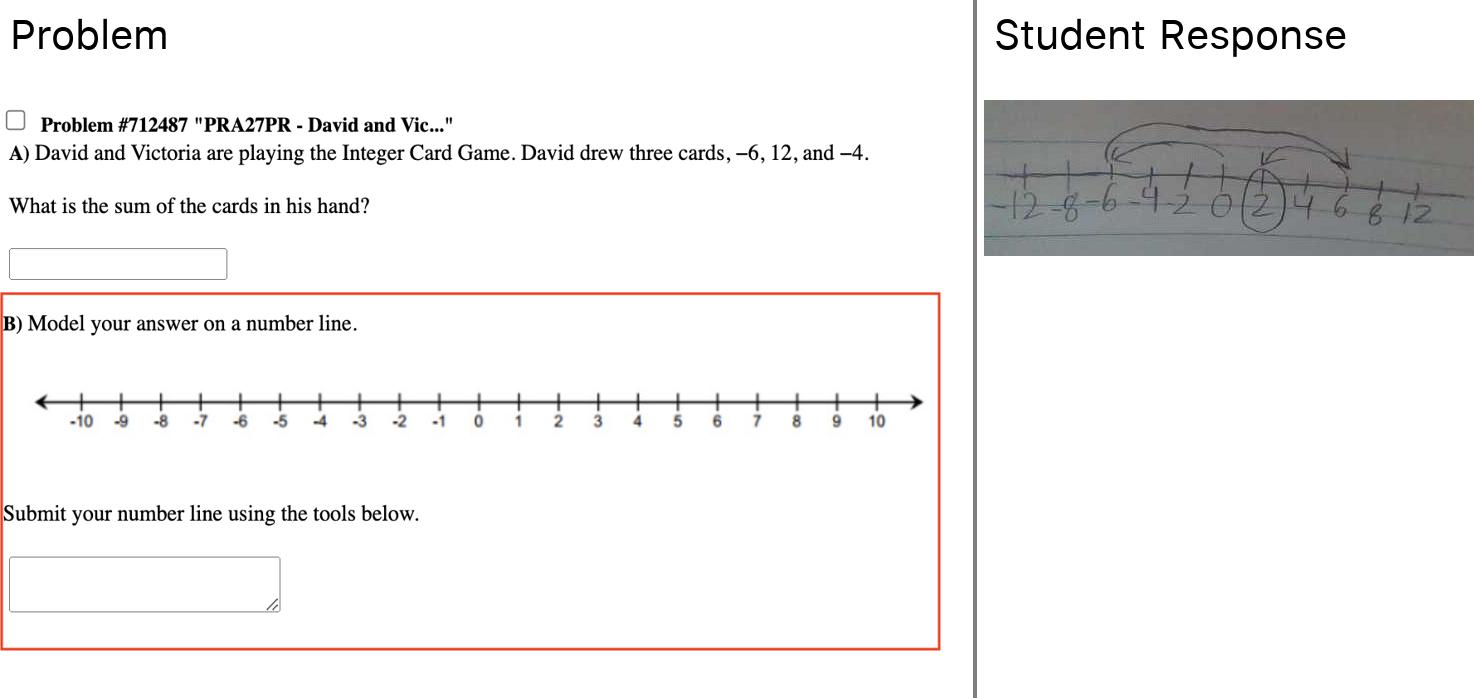 Problem
Student Response
Problem #712487 "PRA27PR - David and Vic..."
A) David and Victoria are playing the Integer Card Game. David drew three cards, −6, 12, and −4.
What is the sum of the cards in his hand?
B) Model your answer on a number line.
-10 -9 -8 -7 -6 -5 -4 -3 -2 -1 0 1 2 3 4 5 6 7 8 9 10
Submit your number line using the tools below.
-12 -8 -6 -4 -2 0 2 4 6 8 12